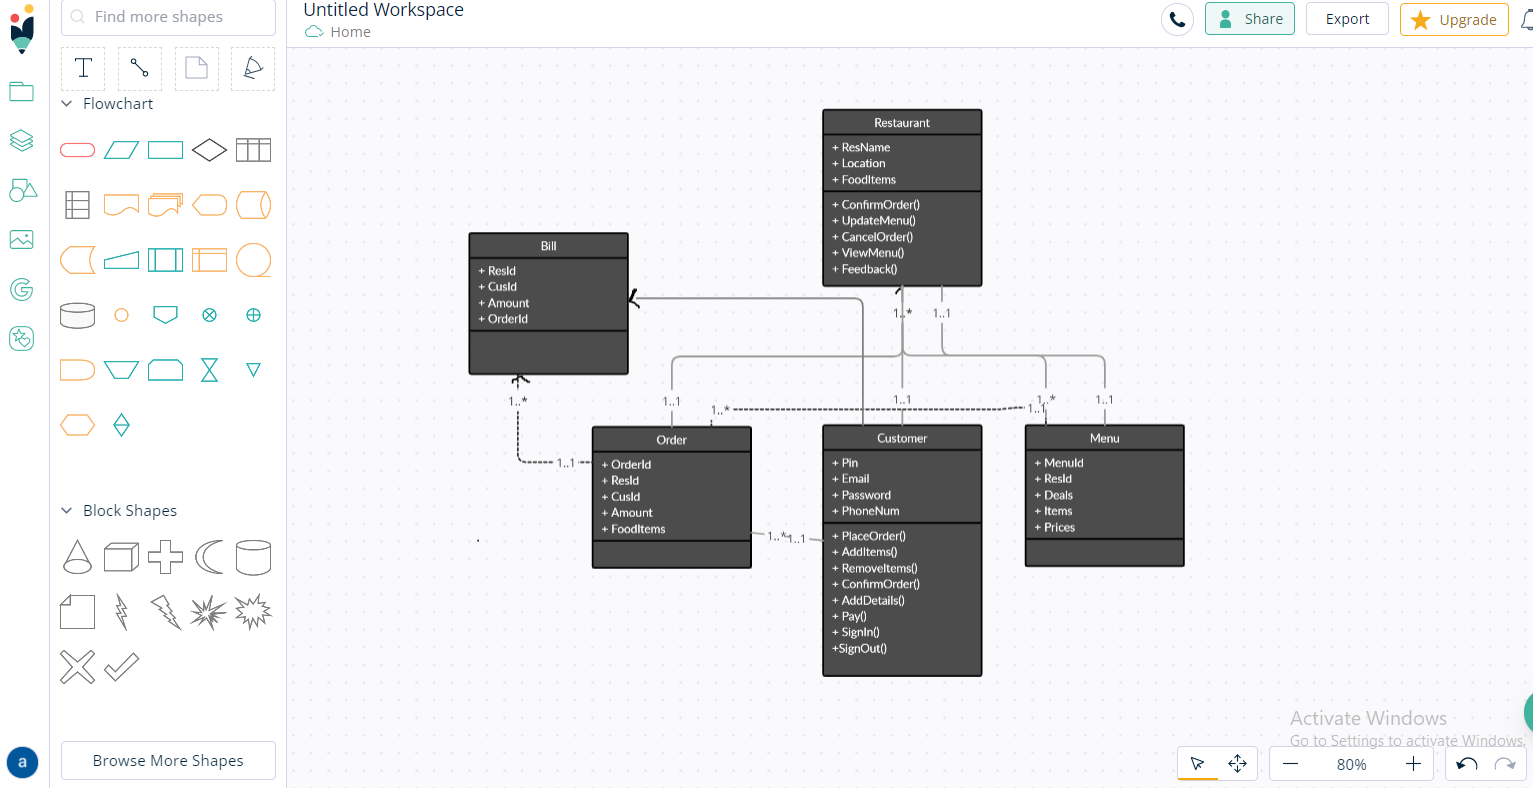 Find more shapes
Untitled Workspace
Home
Share
Export
Upgrade
T
Flowchart
Restaurant
+ ResName
+ Location
+ FoodItems
+ ConfirmOrder()
+ UpdateMenu()
+ CancelOrder()
+ ViewMenu()
+ Feedback()
Bill
+ ResId
+ CusId
+ Amount
+ OrderId
1..*
1..1
1..*
1..1
1..*
1..1
1..*
1..1
1..1
1..1
Order
+ OrderId
+ ResId
+ CusId
+ Amount
+ FoodItems
1..*
1..1
Customer
+ Pin
+ Email
+ Password
+ PhoneNum
+ PlaceOrder()
+ AddItems()
+ RemoveItems()
+ ConfirmOrder()
+ AddDetails()
+ Pay()
+ SignIn()
+SignOut()
Menu
+ MenuId
+ ResId
+ Deals
+ Items
+ Prices
Block Shapes
Browse More Shapes
a
Activate Windows
Go to Settings to activate Windows.
80%